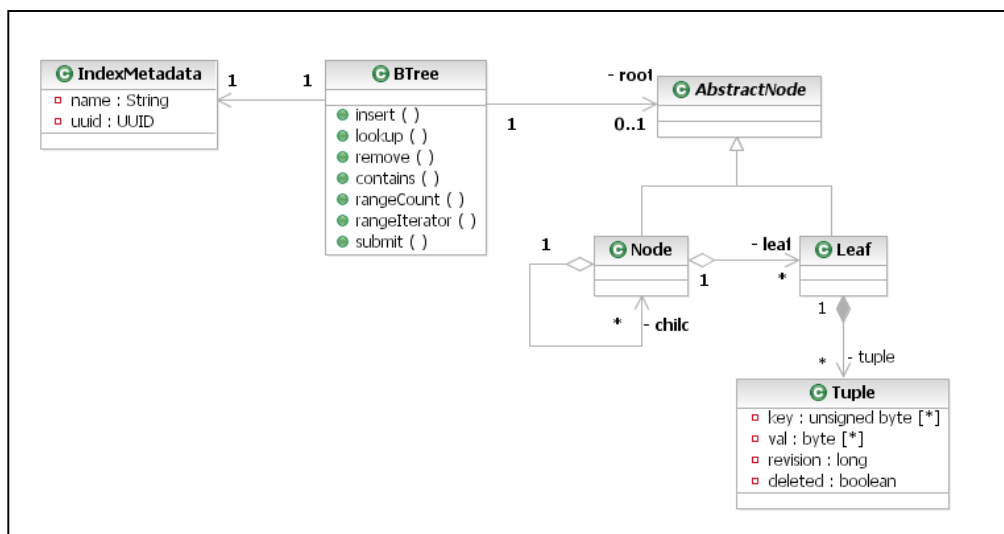 IndexMetadata
name : String
uuid : UUID
1
1
BTree
insert ( )
lookup ( )
remove ( )
contains ( )
rangeCount ( )
rangeIterator ( )
submit ( )
- root
1
0..1
AbstractNode
1
Node
1
- leaf
*
Leaf
*
- chilc
1
*
- tuple
Tuple
key : unsigned byte [*]
val : byte [*]
revision : long
deleted : boolean